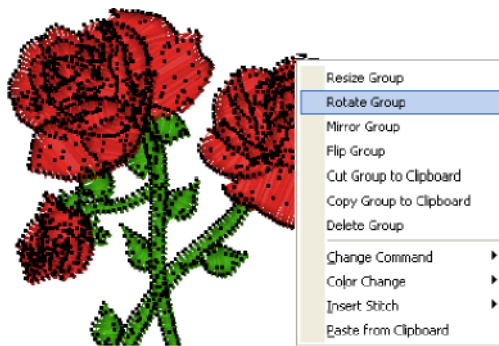 Resize Group
Rotate Group
Mirror Group
Flip Group
Cut Group to Clipboard
Copy Group to Clipboard
Delete Group
Change Command
Color Change
Insert Stitch
Paste from Clipboard